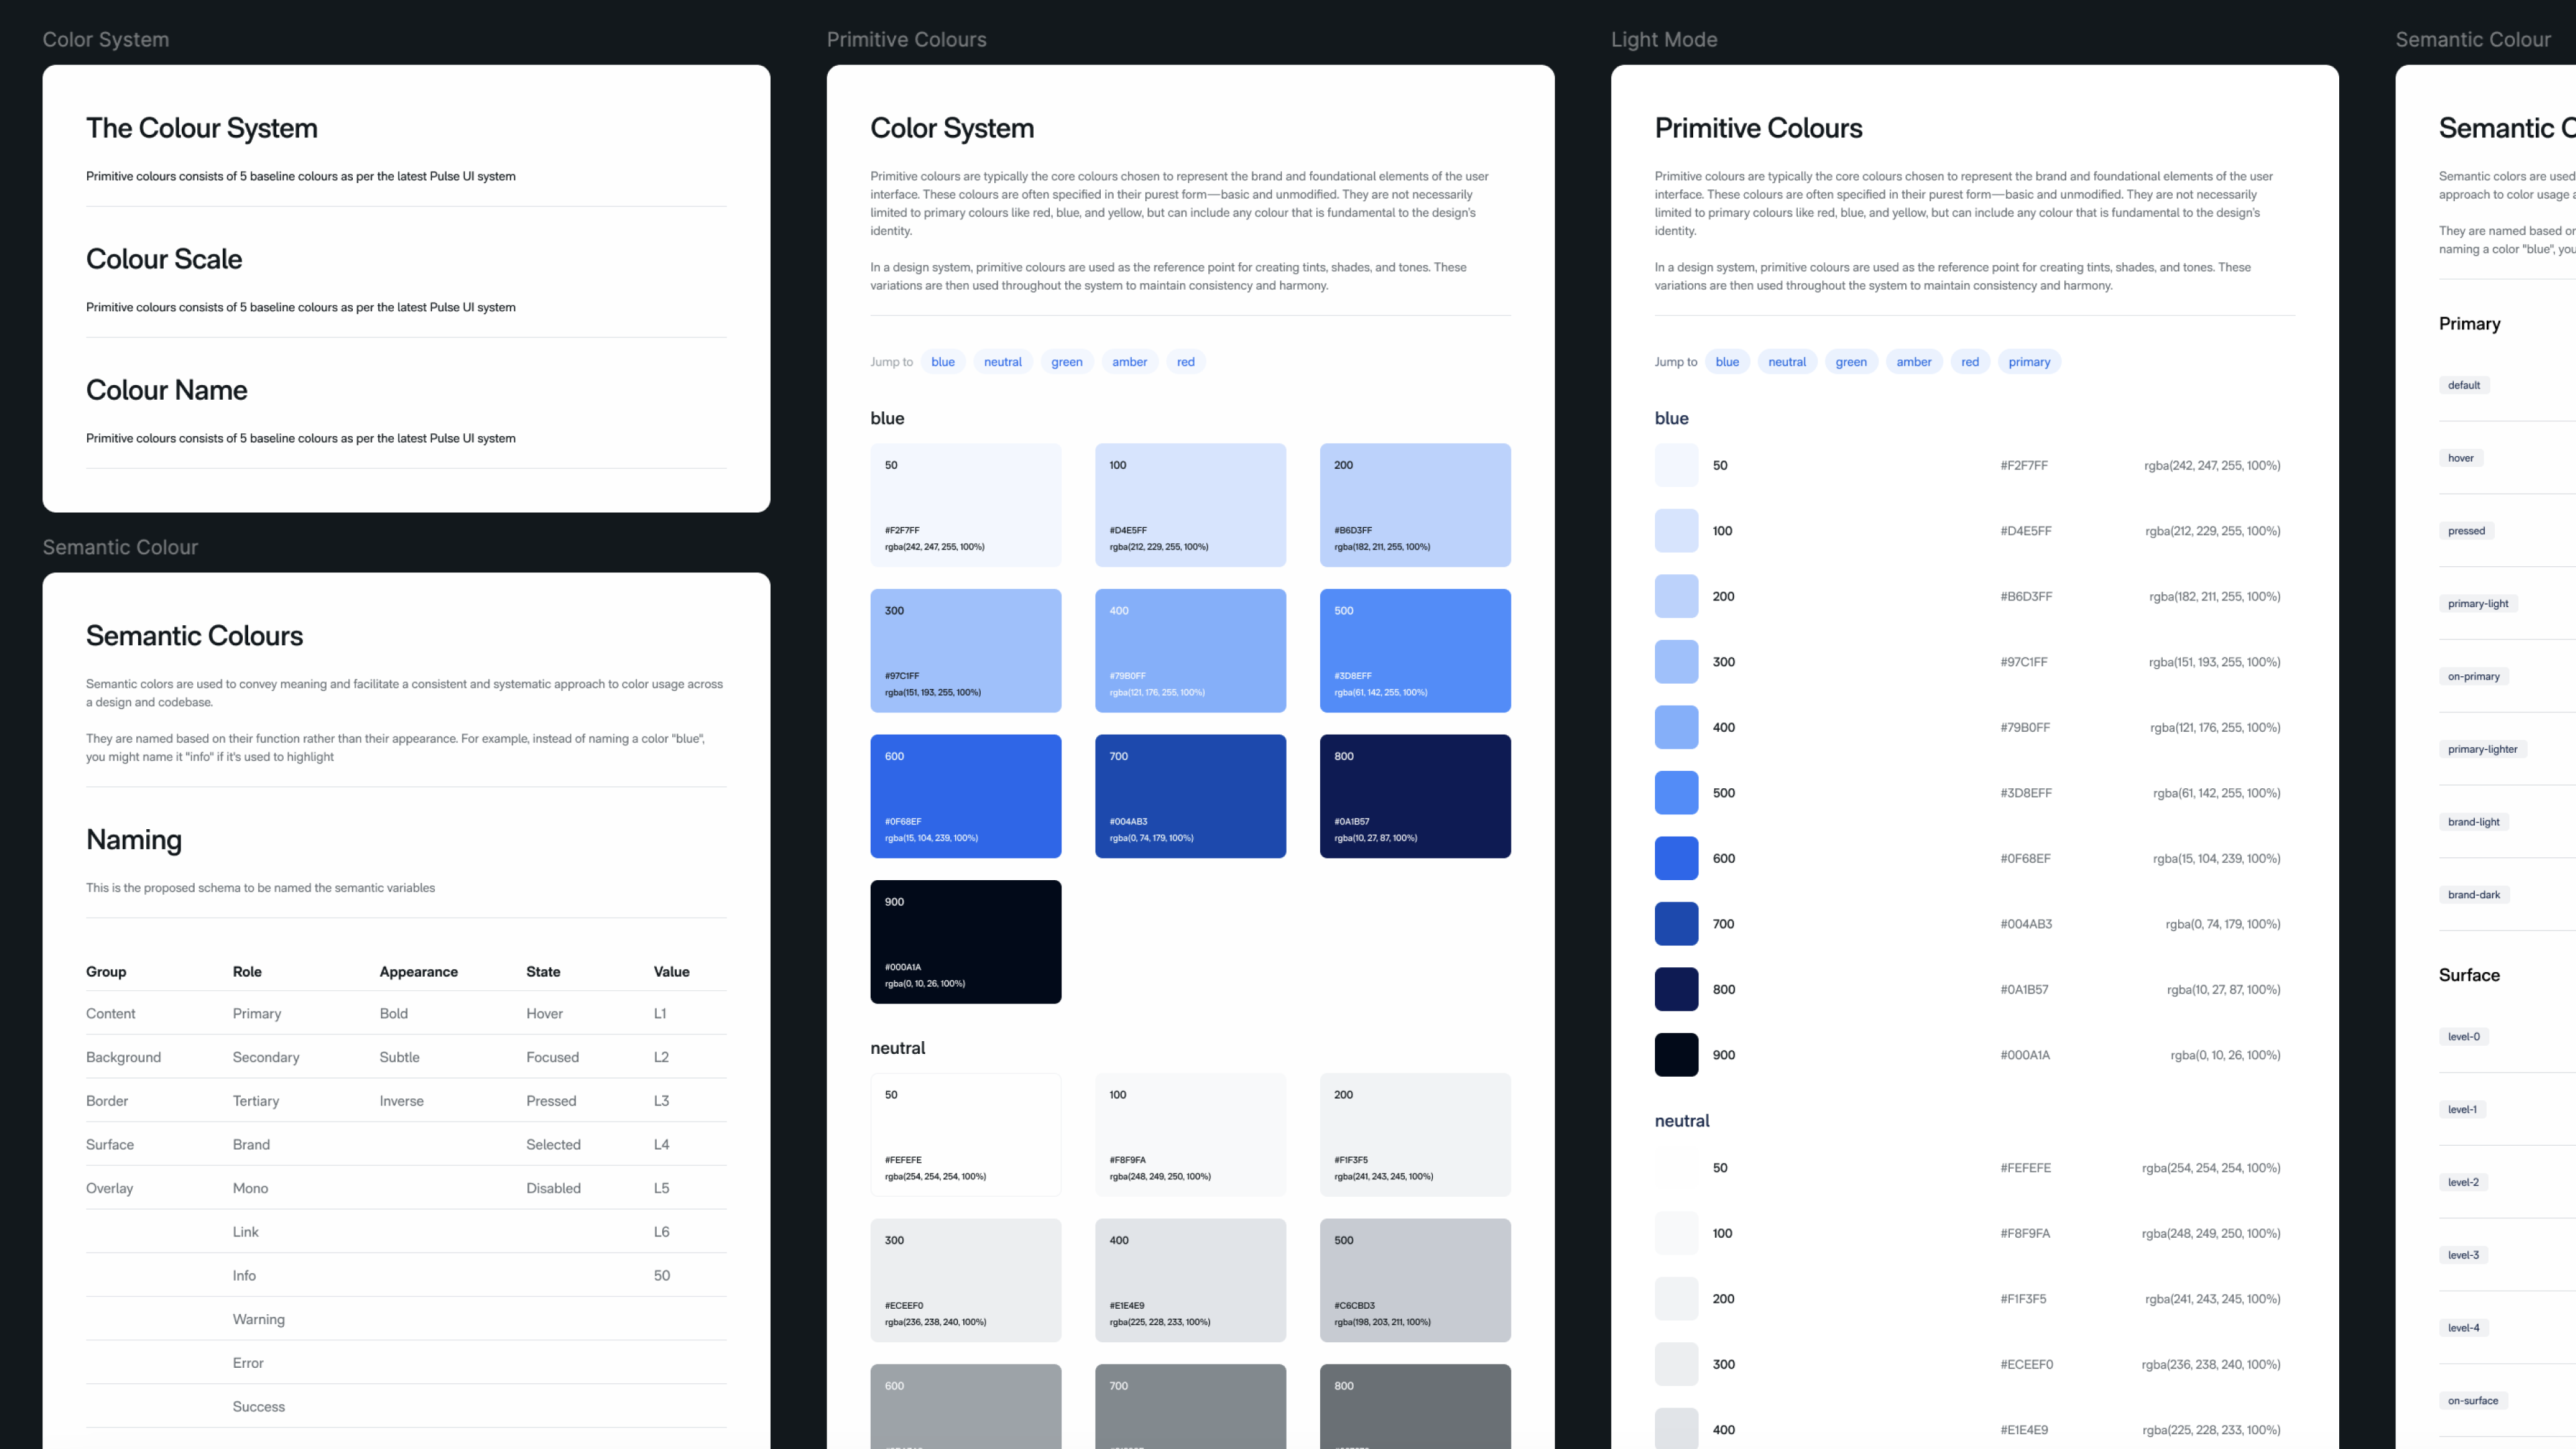 Color System
The Colour System
Primitive colours consists of 5 baseline colours as per the latest Pulse UI system
Colour Scale
Primitive colours consists of 5 baseline colours as per the latest Pulse UI system
Colour Name
Primitive colours consists of 5 baseline colours as per the latest Pulse UI system
Semantic Colour
Semantic Colours
Semantic colors are used to convey meaning and facilitate a consistent and systematic approach to color usage across
a design and codebase.
They are named based on their function rather than their appearance. For example, instead of naming a color "blue",
you might name it "info" if it's used to highlight
Naming
This is the proposed schema to be named the semantic variables
Group Role Appearance State Value
Content Primary Bold Hover L1
Background Secondary Subtle Focused L2
Border Tertiary Inverse Pressed L3
Surface Brand Selected L4
Overlay Mono Disabled L5
Link L6
Info 50
Warning
Error
Success
Primitive Colours
Color System
Primitive colours are typically the core colours chosen to represent the brand and foundational elements of the user
interface. These colours are often specified in their purest form—basic and unmodified. They are not necessarily
limited to primary colours like red, blue, and yellow, but can include any colour that is fundamental to the design's
identity.
In a design system, primitive colours are used as the reference point for creating tints, shades, and tones. These
variations are then used throughout the system to maintain consistency and harmony.
Jump to blue neutral green amber red
blue
50 100 200
#F2F7FF #D4E5FF #B6D3FF
rgba(242, 247, 255, 100%) rgba(212, 229, 255, 100%) rgba(182, 211, 255, 100%)
300 400 500
#97C1FF #79B0FF #3D8EFF
rgba(151, 193, 255, 100%) rgba(121, 176, 255, 100%) rgba(61, 142, 255, 100%)
600 700 800
#0F68EF #004AB3 #0A1B57
rgba(15, 104, 239, 100%) rgba(0, 74, 179, 100%) rgba(10, 27, 87, 100%)
900
#000A1A
rgba(0, 10, 26, 100%)
neutral
50 100 200
#FEFEFE #F8F9FA #F1F3F5
rgba(254, 254, 254, 100%) rgba(248, 249, 250, 100%) rgba(241, 243, 245, 100%)
300 400 500
#ECEEF0 #E1E4E9 #C6CBD3
rgba(236, 238, 240, 100%) rgba(225, 228, 233, 100%) rgba(198, 203, 211, 100%)
600 700 800
Light Mode
Primitive Colours
Primitive colours are typically the core colours chosen to represent the brand and foundational elements of the user
interface. These colours are often specified in their purest form—basic and unmodified. They are not necessarily
limited to primary colours like red, blue, and yellow, but can include any colour that is fundamental to the design's
identity.
In a design system, primitive colours are used as the reference point for creating tints, shades, and tones. These
variations are then used throughout the system to maintain consistency and harmony.
Jump to blue neutral green amber red primary
blue
50 #F2F7FF rgba(242, 247, 255, 100%)
100 #D4E5FF rgba(212, 229, 255, 100%)
200 #B6D3FF rgba(182, 211, 255, 100%)
300 #97C1FF rgba(151, 193, 255, 100%)
400 #79B0FF rgba(121, 176, 255, 100%)
500 #3D8EFF rgba(61, 142, 255, 100%)
600 #0F68EF rgba(15, 104, 239, 100%)
700 #004AB3 rgba(0, 74, 179, 100%)
800 #0A1B57 rgba(10, 27, 87, 100%)
900 #000A1A rgba(0, 10, 26, 100%)
neutral
50 #FEFEFE rgba(254, 254, 254, 100%)
100 #F8F9FA rgba(248, 249, 250, 100%)
200 #F1F3F5 rgba(241, 243, 245, 100%)
300 #ECEEF0 rgba(236, 238, 240, 100%)
400 #E1E4E9 rgba(225, 228, 233, 100%)
Semantic Colour
Semantic
Semantic colors are used
approach to color usage
They are named based on
naming a color "blue",
Primary
default
hover
pressed
primary-light
on-primary
primary-lighter
brand-light
brand-dark
Surface
level-0
level-1
level-2
level-3
level-4
on-surface